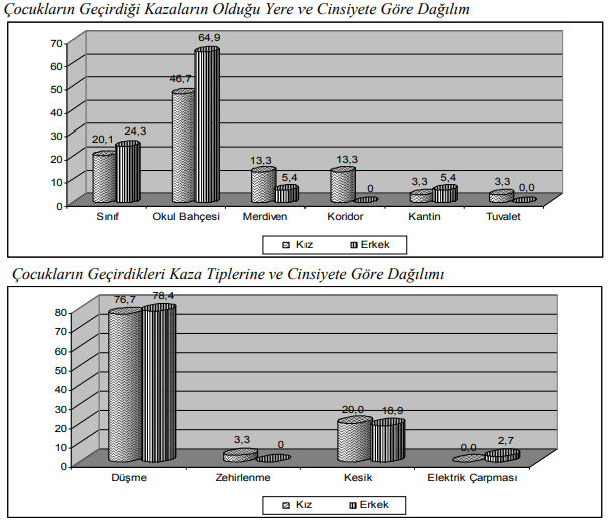 Çocukların Geçirdiği Kazaların Olduğu Yere ve Cinsiyete Göre Dağılım
70
60
50
40
30
20
10
0
20,1 24,3 46,7 64,9 13,3 5,4 13,3 0 3,3 5,4 3,3 0,0
Sınıf Okul Bahçesi Merdiven Koridor Kantin Tuvalet
Kız Erkek
Çocukların Geçirdikleri Kaza Tiplerine ve Cinsiyete Göre Dağılımı
80
70
60
50
40
30
20
10
0
76,7 78,4 3,3 0 20,0 18,9 0,0 2,7
Düşme Zehirlenme Kesik Elektrik Çarpması
Kız Erkek